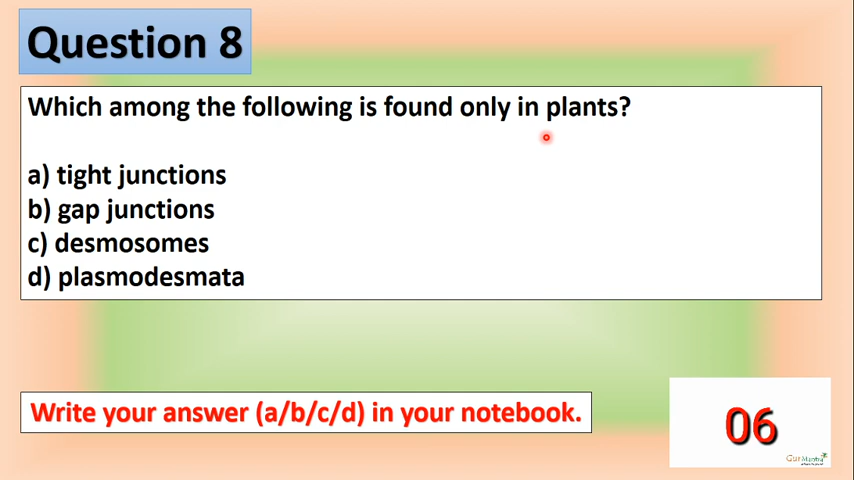 Question 8
Which among the following is found only in plants?
a) tight junctions
b) gap junctions
c) desmosomes
d) plasmodesmata
Write your answer (a/b/c/d) in your notebook.
06